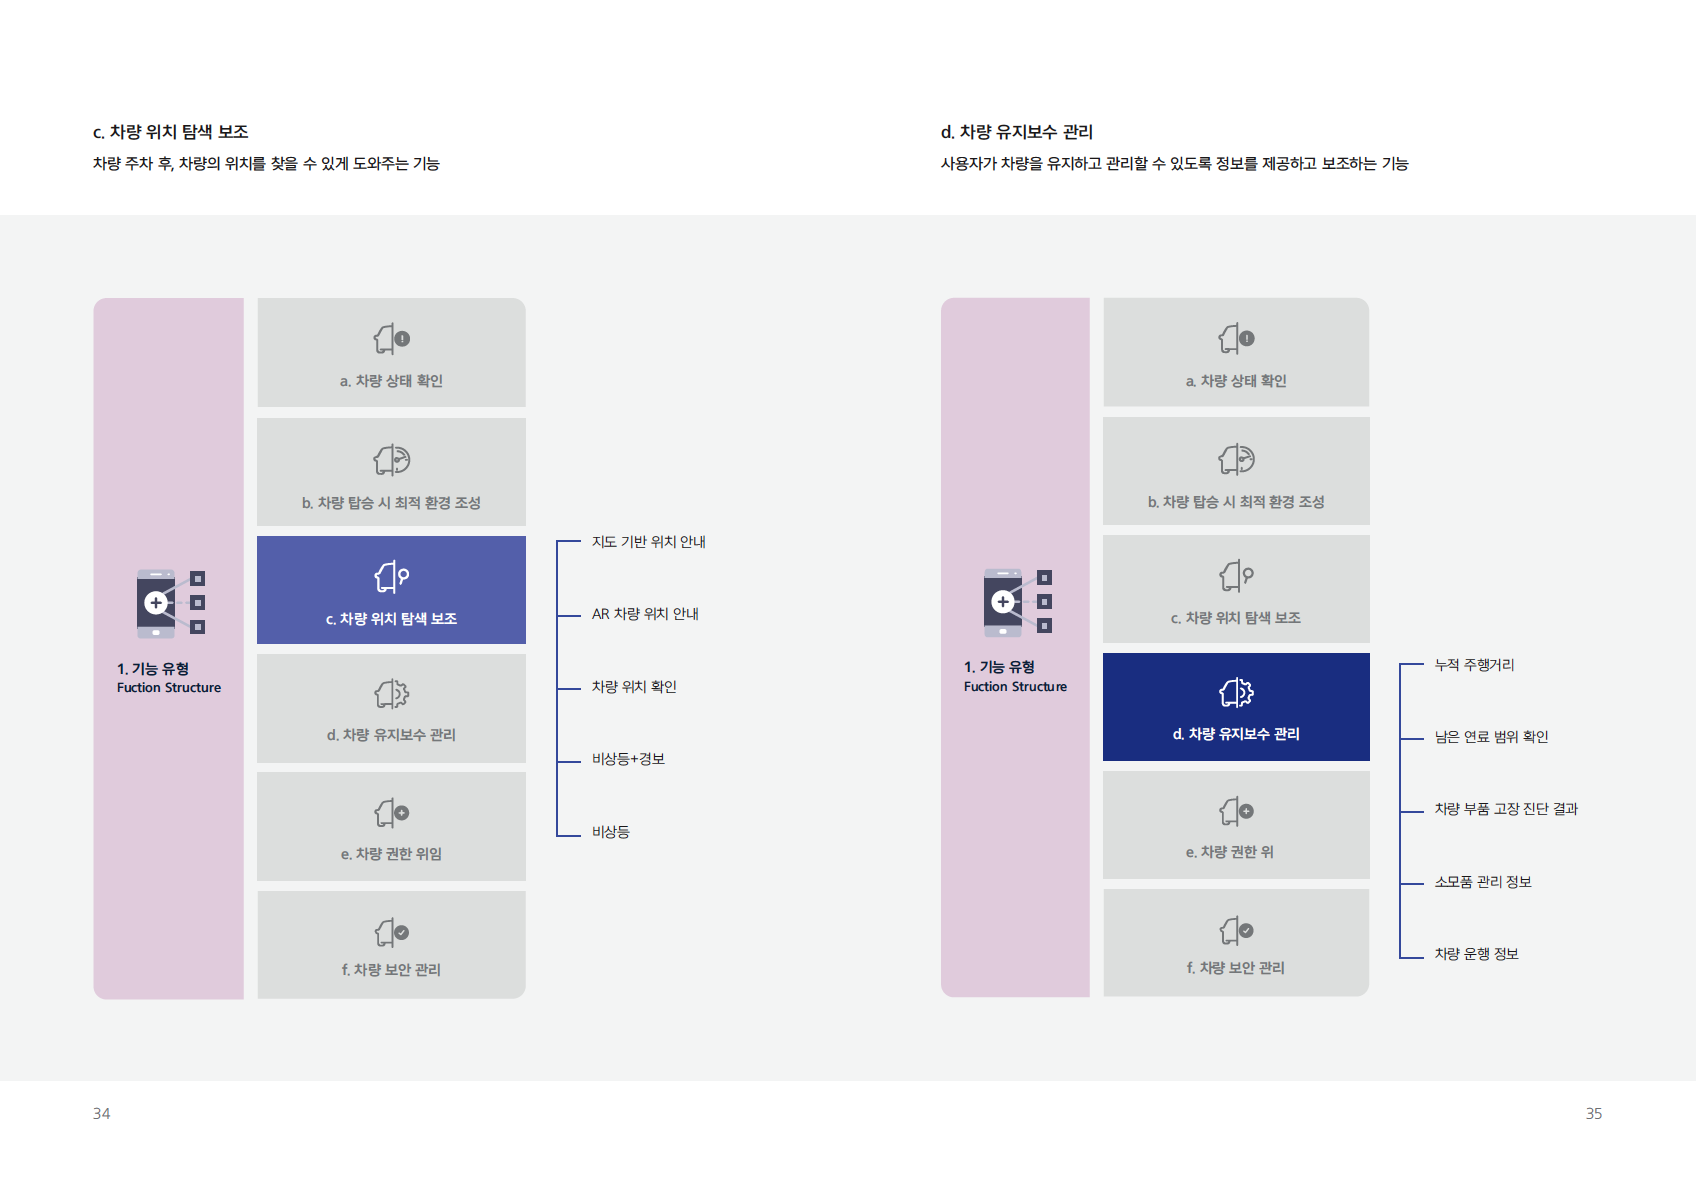 c. 차량 위치 탐색 보조
차량 주차 후, 차량의 위치를 찾을 수 있게 도와주는 기능
1. 기능 유형
Fuction Structure
a. 차량 상태 확인
b. 차량 탑승 시 최적 환경 조성
c. 차량 위치 탐색 보조
d. 차량 유지보수 관리
e. 차량 권한 위임
f. 차량 보안 관리
지도 기반 위치 안내
AR 차량 위치 안내
차량 위치 확인
비상등+경보
비상등
34
d. 차량 유지보수 관리
사용자가 차량을 유지하고 관리할 수 있도록 정보를 제공하고 보조하는 기능
1. 기능 유형
Fuction Structure
a. 차량 상태 확인
b. 차량 탑승 시 최적 환경 조성
c. 차량 위치 탐색 보조
d. 차량 유지보수 관리
e. 차량 권한 위
f. 차량 보안 관리
누적 주행거리
남은 연료 범위 확인
차량 부품 고장 진단 결과
소모품 관리 정보
차량 운행 정보
35